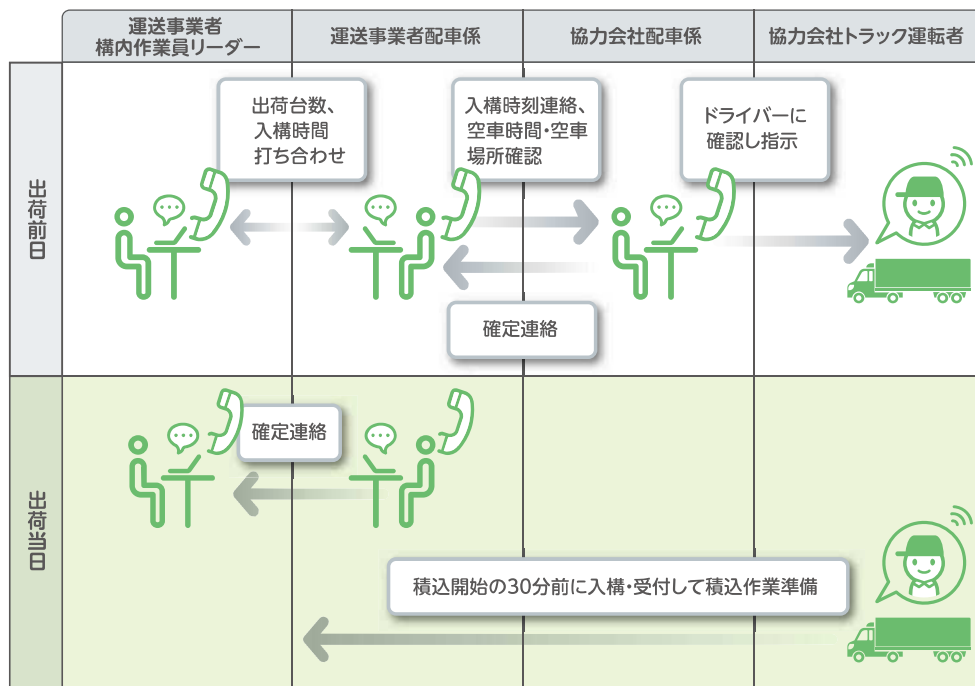 運送事業者
構内作業員リーダー
運送事業者配車係
協力会社配車係
協力会社トラック運転者
出荷前日
出荷台数、
入構時間
打ち合わせ
入構時刻連絡、
空車時間・空車
場所確認
ドライバーに
確認し指示
確定連絡
出荷当日
確定連絡
積込開始の30分前に入構・受付して積込作業準備